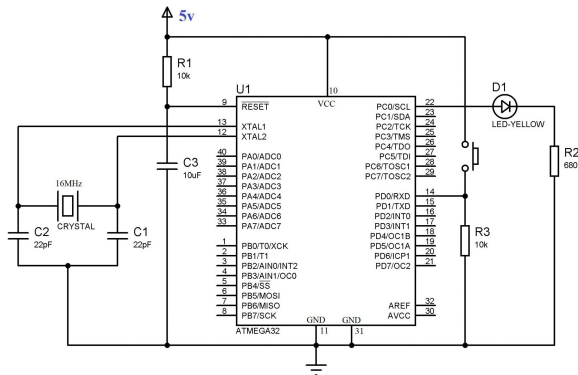 5v
R1
10k
U1
10
VCC
9 RESET
13 XTAL1
12 XTAL2
40 PA0/ADC0
39 PA1/ADC1
38 PA2/ADC2
37 PA3/ADC3
36 PA4/ADC4
35 PA5/ADC5
34 PA6/ADC6
33 PA7/ADC7
1 PB0/T0/XCK
2 PB1/T1
3 PB2/AIN0/INT2
4 PB3/AIN1/OC0
5 PB4/SS
6 PB5/MOSI
7 PB6/MISO
8 PB7/SCK
PC0/SCL 22
PC1/SDA 23
PC2/TCK 24
PC3/TMS 25
PC4/TDO 26
PC5/TDI 27
PC6/TOSC1 28
PC7/TOSC2 29
PD0/RXD 14
PD1/TXD 15
PD2/INT0 16
PD3/INT1 17
PD4/OC1B 18
PD5/OC1A 19
PD6/ICP1 20
PD7/OC2 21
AREF 32
AVCC 30
GND GND
ATMEGA32 11 31
C3
10uF
16MHz
CRYSTAL
C2
22pF
C1
22pF
D1
LED-YELLOW
R2
680
R3
10k